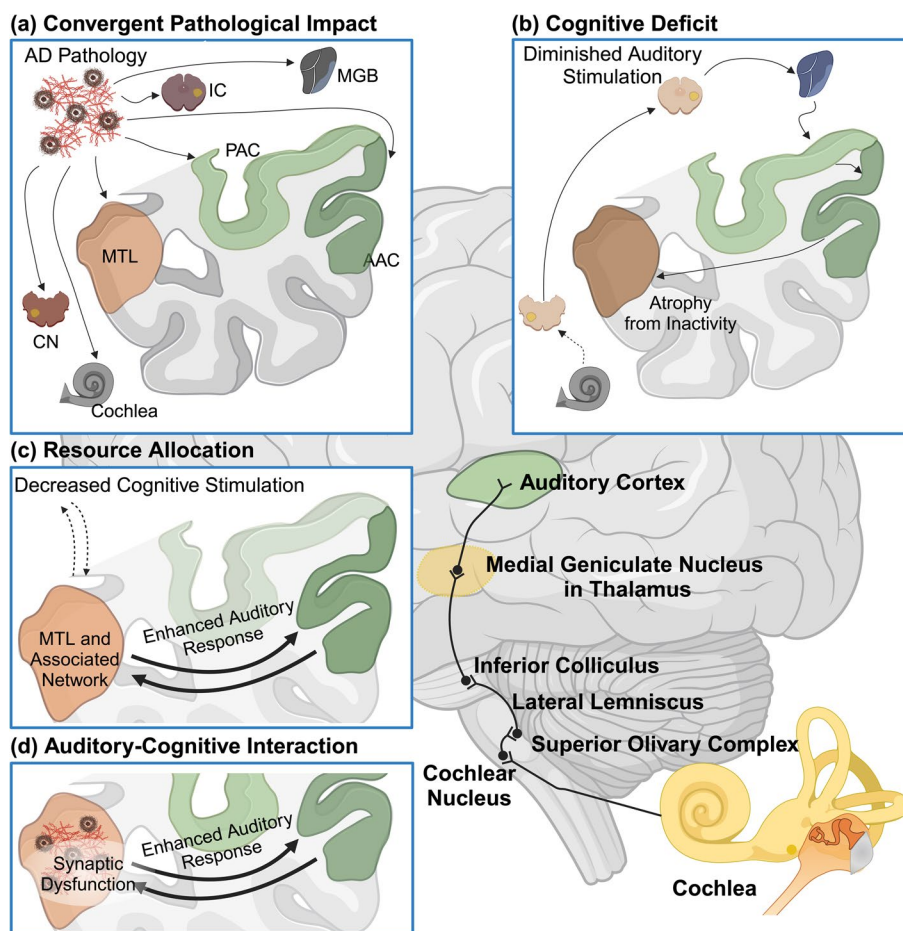 (a) Convergent Pathological Impact
AD Pathology
MGB
IC
PAC
MTL
AAC
CN
Cochlea
(b) Cognitive Deficit
Diminished Auditory
Stimulation
Atrophy
from Inactivity
(c) Resource Allocation
Decreased Cognitive Stimulation
Enhanced Auditory
Response
MTL and
Associated
Network
(d) Auditory-Cognitive Interaction
Enhanced Auditory
Response
Synaptic
Dysfunction
Auditory Cortex
Medial Geniculate Nucleus
in Thalamus
Inferior Colliculus
Lateral Lemniscus
Superior Olivary Complex
Cochlear
Nucleus
Cochlea